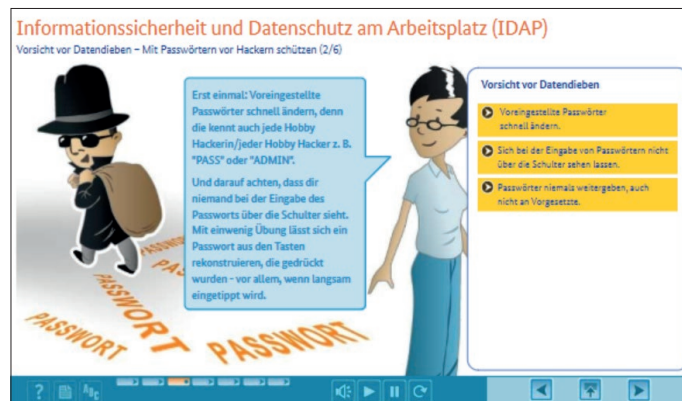 Informationssicherheit und Datenschutz am Arbeitsplatz (IDAP)
Vorsicht vor Datendieben – Mit Passwörtern vor Hackern schützen (2/6)
Erst einmal: Voreingestellte
Passwörter schnell ändern, denn
die kennt auch jede Hobby
Hackerin/jeder Hobby Hacker z. B.
"PASS" oder "ADMIN".
Und darauf achten, dass dir
niemand bei der Eingabe des
Passworts über die Schulter sieht.
Mit einwenig Übung lässt sich ein
Passwort aus den Tasten
rekonstruieren, die gedrückt
wurden - vor allem, wenn langsam
eingetippt wird.
Vorsicht vor Datendieben
Voreingestellte Passwörter
schnell ändern.
Sich bei der Eingabe von Passwörtern nicht
über die Schulter sehen lassen.
Passwörter niemals weitergeben, auch
nicht an Vorgesetzte.
PASSWORT
PASSWORT
PASSWORT
PASSWORT
? ABC